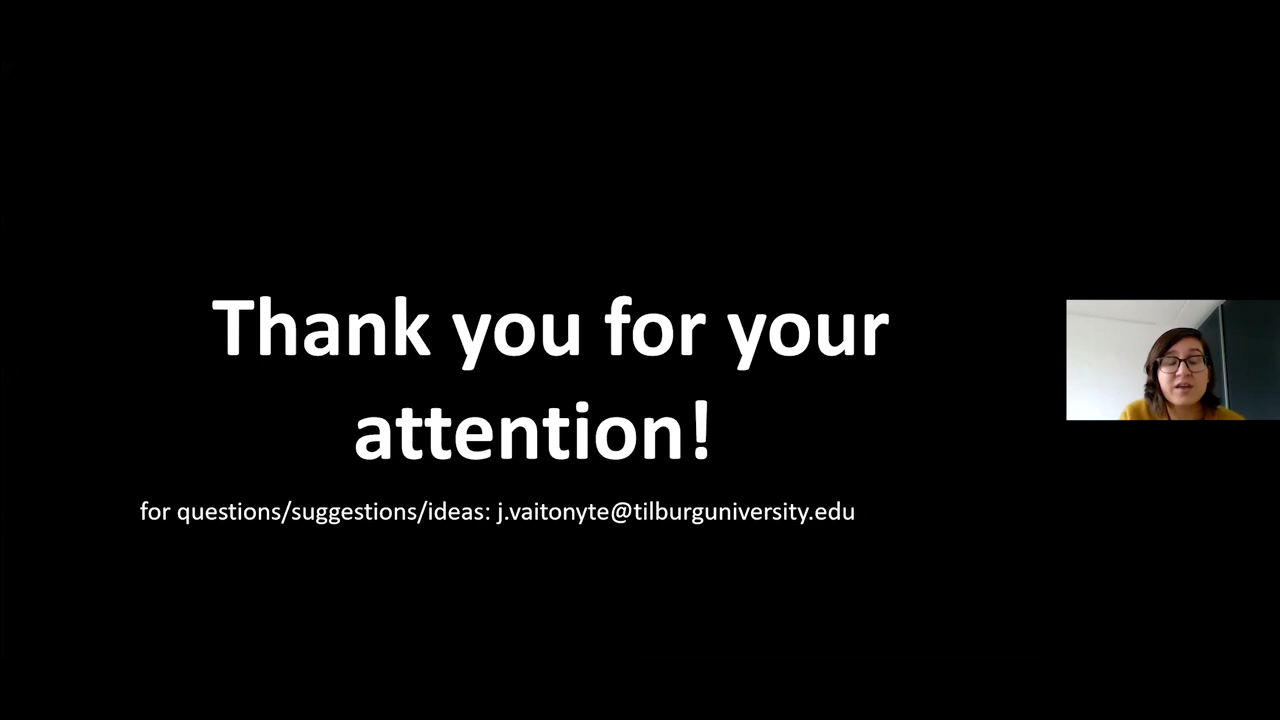 Thank you for your
attention!
for questions/suggestions/ideas: j.vaitonyte@tilburguniversity.edu